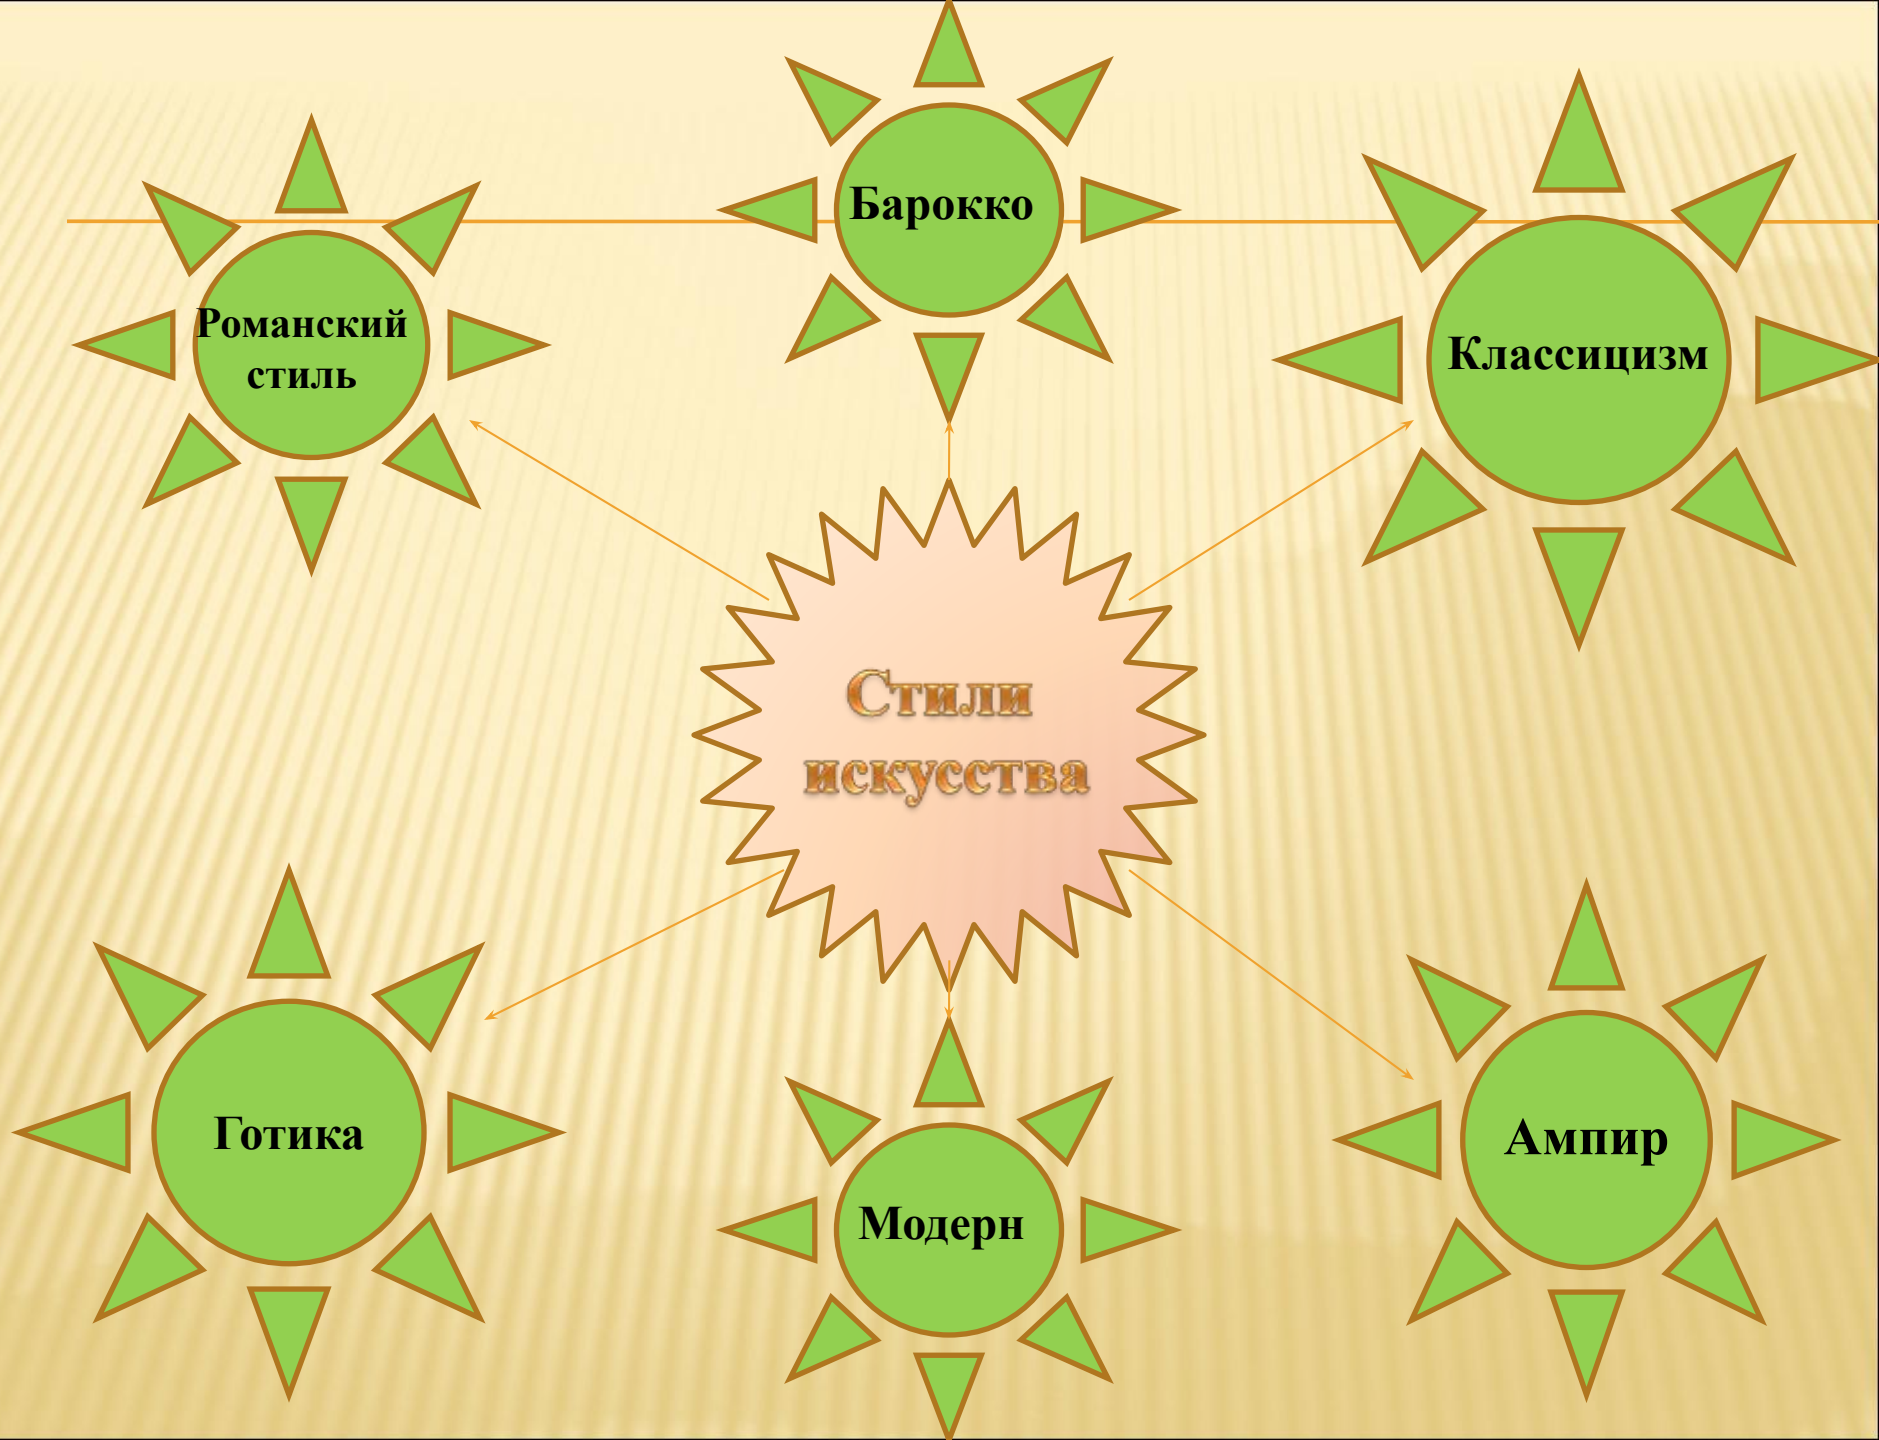 Барокко
Романский
стиль
Классицизм
Стили
искусства
Готика
Модерн
Ампир